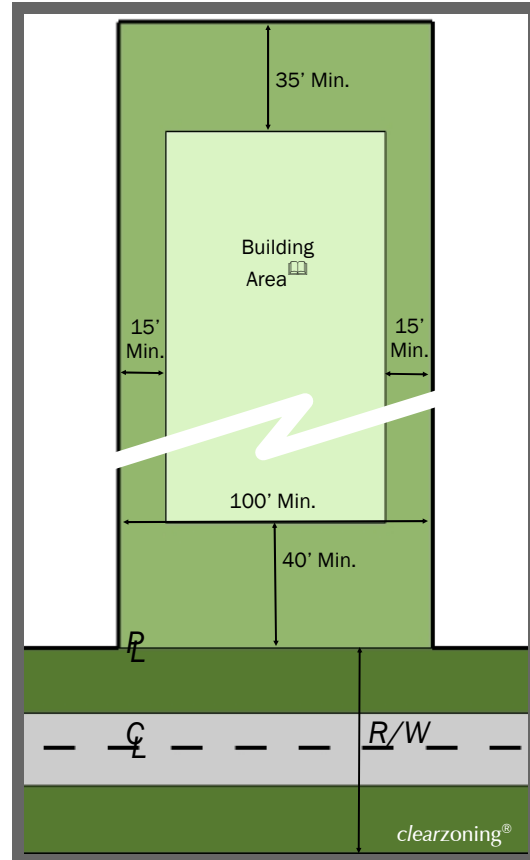 35’ Min.
Building
Area
15’
Min.
15’
Min.
100’ Min.
40’ Min.
PL
CL
R/W
clearzoning®